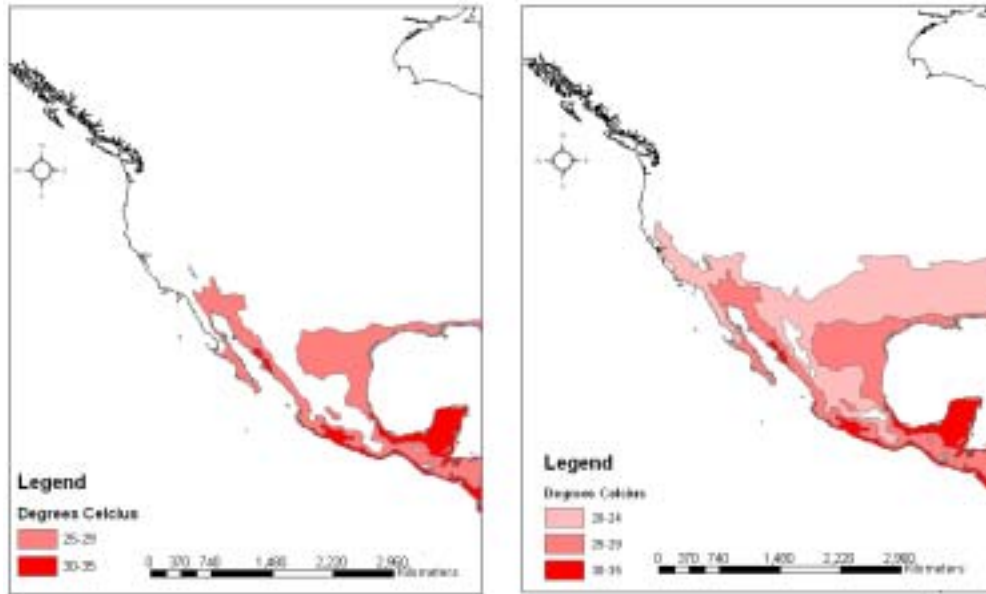 Legend
Degrees Celcius
25-29
30-35
0 370 740 1,480 2,220 2,960
Kilometers
Legend
Degrees Celcius
20-24
25-29
30-35
0 370 740 1,480 2,220 2,960
Kilometers